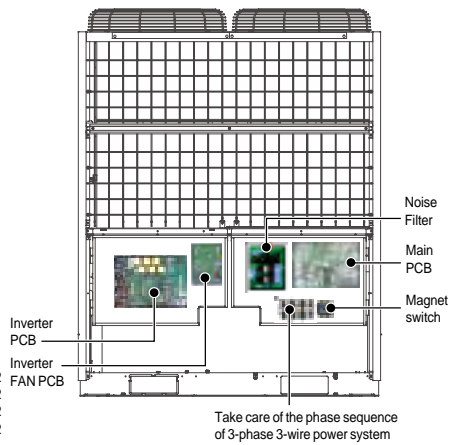 Noise
Filter
Main
PCB
Magnet
switch
Inverter
PCB
Inverter
FAN PCB
Take care of the phase sequence
of 3-phase 3-wire power system